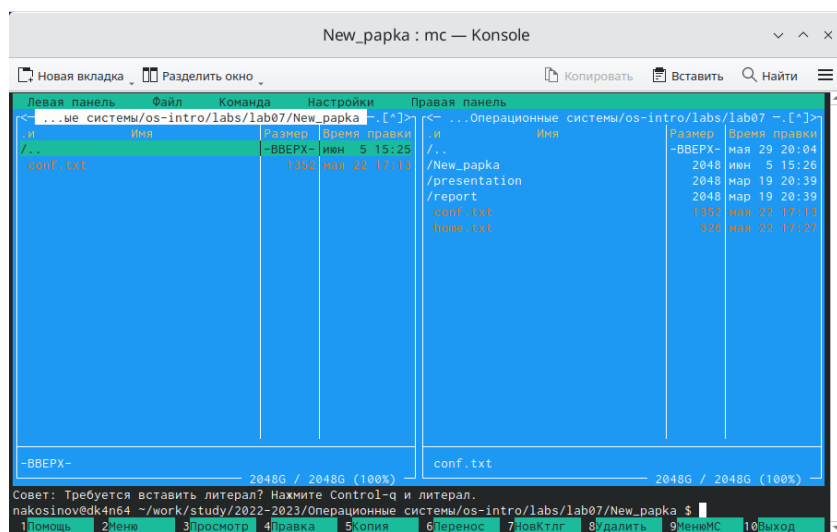 New_papka : mc — Konsole
Новая вкладка Разделить окно Копировать Вставить Найти
Левая панель Файл Команда Настройки Правая панель
<— ...ые системы/os-intro/labs/lab07/New_papka —.[^]> <— ...Операционные системы/os-intro/labs/lab07 —.[^]>
.и Имя Размер Время правки .и Имя Размер Время правки
/.. -ВВЕРХ- июн 5 15:25 /.. -ВВЕРХ- мая 29 20:04
conf.txt 1352 мая 22 17:13 /New_papka 2048 июн 5 15:26
/presentation 2048 мар 19 20:39
/report 2048 мар 19 20:39
conf.txt 1352 мая 22 17:13
home.txt 326 мая 22 17:27
-ВВЕРХ- conf.txt
2048G / 2048G (100%) 2048G / 2048G (100%)
Совет: Требуется вставить литерал? Нажмите Control-q и литерал.
nakosinov@dk4n64 ~/work/study/2022-2023/Операционные системы/os-intro/labs/lab07/New_papka $
1Помощь 2Меню 3Просмотр 4Правка 5Копия 6Перенос 7НовКтлг 8Удалить 9МенюМС 10Выход